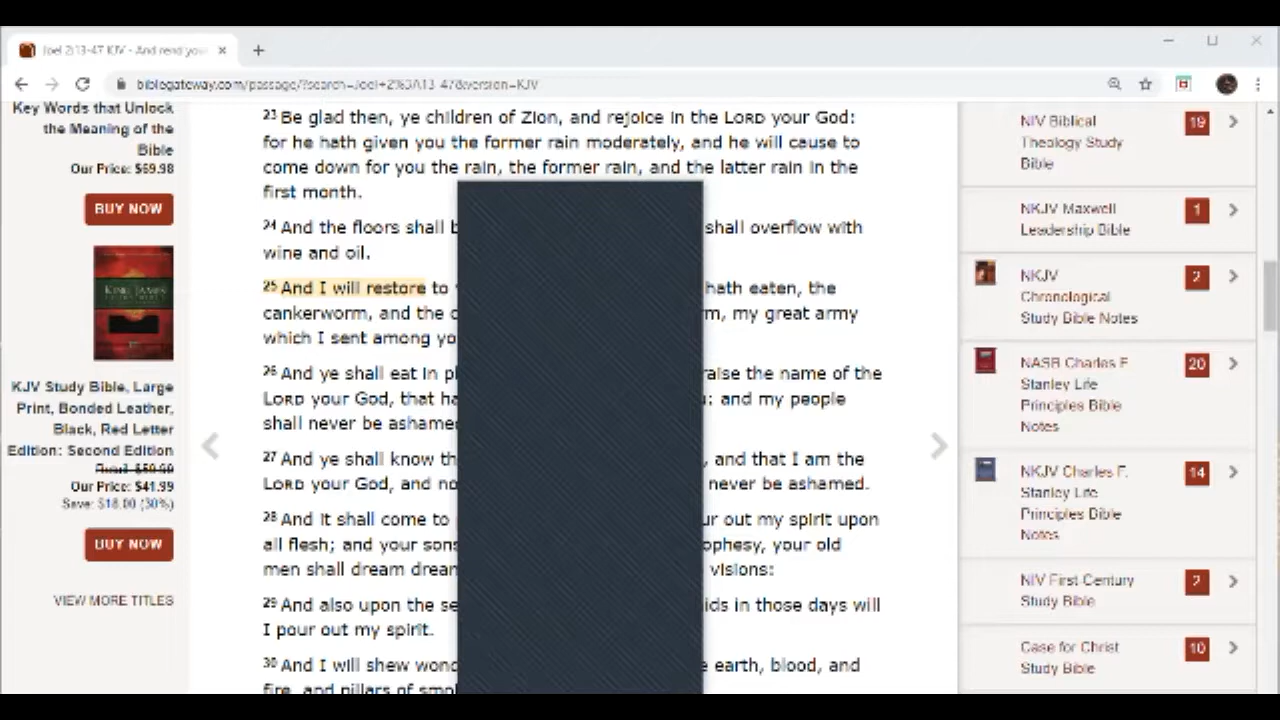 Joel 2:13-47 KJV - And rend you
biblegateway.com/passage/?search=Joel+2%3A13-47&version=KJV
Key Words that Unlock
the Meaning of the
Bible
Our Price: $69.98
BUY NOW
KING JAMES
KJV Study Bible, Large
Print, Bonded Leather,
Black, Red Letter
Edition: Second Edition
Retail: $59.99
Our Price: $41.99
Save: $18.00 (30%)
BUY NOW
VIEW MORE TITLES
23 Be glad then, ye children of Zion, and rejoice in the LORD your God:
for he hath given you the former rain moderately, and he will cause to
come down for you the rain, the former rain, and the latter rain in the
first month.
24 And the floors shall b shall overflow with
wine and oil.
25 And I will restore to hath eaten, the
cankerworm, and the c m, my great army
which I sent among yo
26 And ye shall eat in pl raise the name of the
LORD your God, that ha u: and my people
shall never be ashamed
27 And ye shall know th , and that I am the
LORD your God, and no never be ashamed.
28 And it shall come to ur out my spirit upon
all flesh; and your sons ophesy, your old
men shall dream dream visions:
29 And also upon the se ids in those days will
I pour out my spirit.
30 And I will shew wond e earth, blood, and
fire, and pillars of smok
NIV Biblical
Theology Study
Bible
19
NKJV Maxwell
Leadership Bible
1
NKJV
Chronological
Study Bible Notes
2
NASB Charles F.
Stanley Life
Principles Bible
Notes
20
NKJV Charles F.
Stanley Life
Principles Bible
Notes
14
NIV First-Century
Study Bible
2
Case for Christ
Study Bible
10